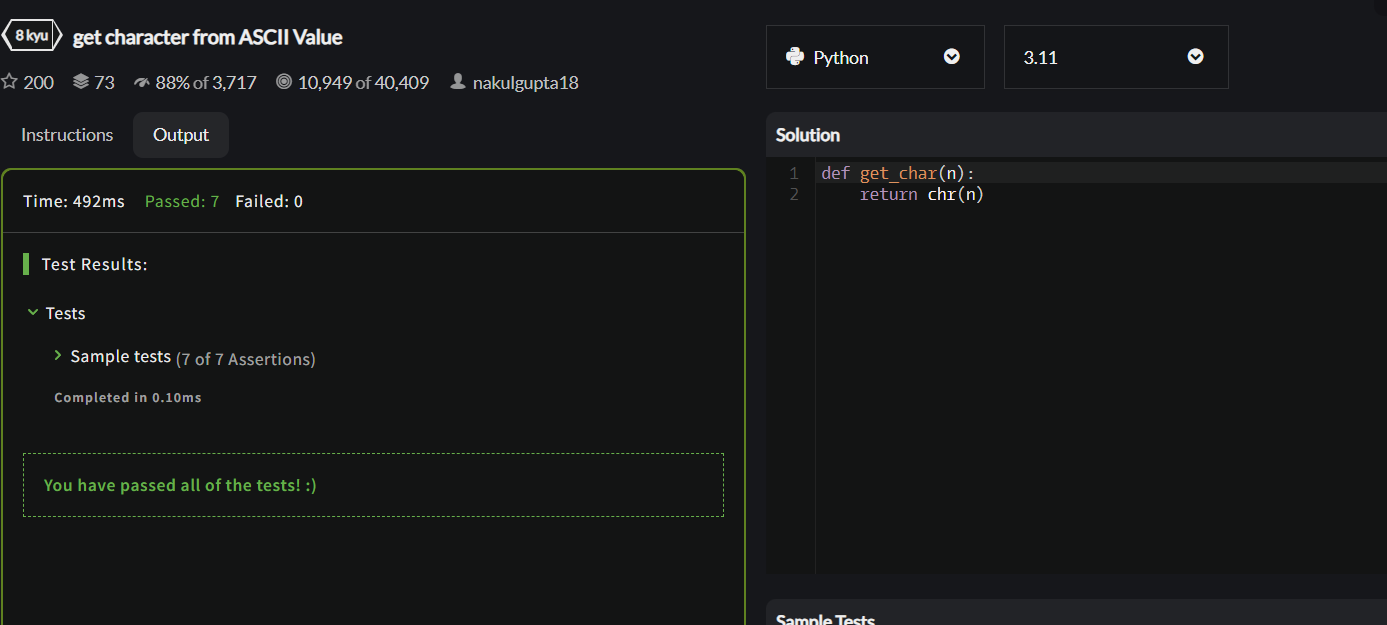 8 kyu get character from ASCII Value
200 73 88% of 3,717 10,949 of 40,409 nakulgupta18
Instructions Output
Time: 492ms Passed: 7 Failed: 0
Test Results:
Tests
Sample tests (7 of 7 Assertions)
Completed in 0.10ms
You have passed all of the tests! :)
Python 3.11
Solution
1 def get_char(n):
2 return chr(n)
Sample Tests